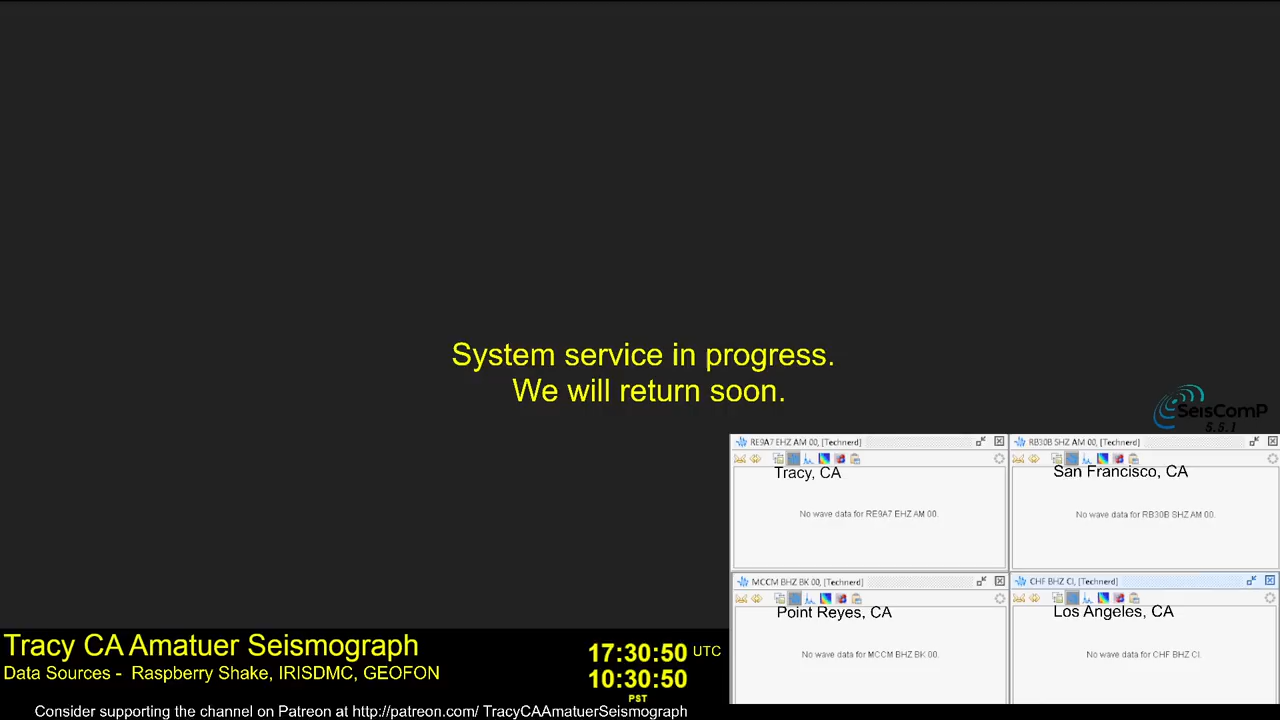 System service in progress.
We will return soon.
SeisComP
5.5.1
RE9A7 EHZ AM 00, [Technerd]
Tracy, CA
No wave data for RE9A7 EHZ AM 00.
RB30B SHZ AM 00, [Technerd]
San Francisco, CA
No wave data for RB30B SHZ AM 00.
MCCM BHZ BK 00, [Technerd]
Point Reyes, CA
No wave data for MCCM BHZ BK 00.
CHF BHZ CI, [Technerd]
Los Angeles, CA
No wave data for CHF BHZ CI.
Tracy CA Amatuer Seismograph
Data Sources - Raspberry Shake, IRISDMC, GEOFON
17:30:50 UTC
10:30:50
PST
Consider supporting the channel on Patreon at http://patreon.com/ TracyCAAmatuerSeismograph